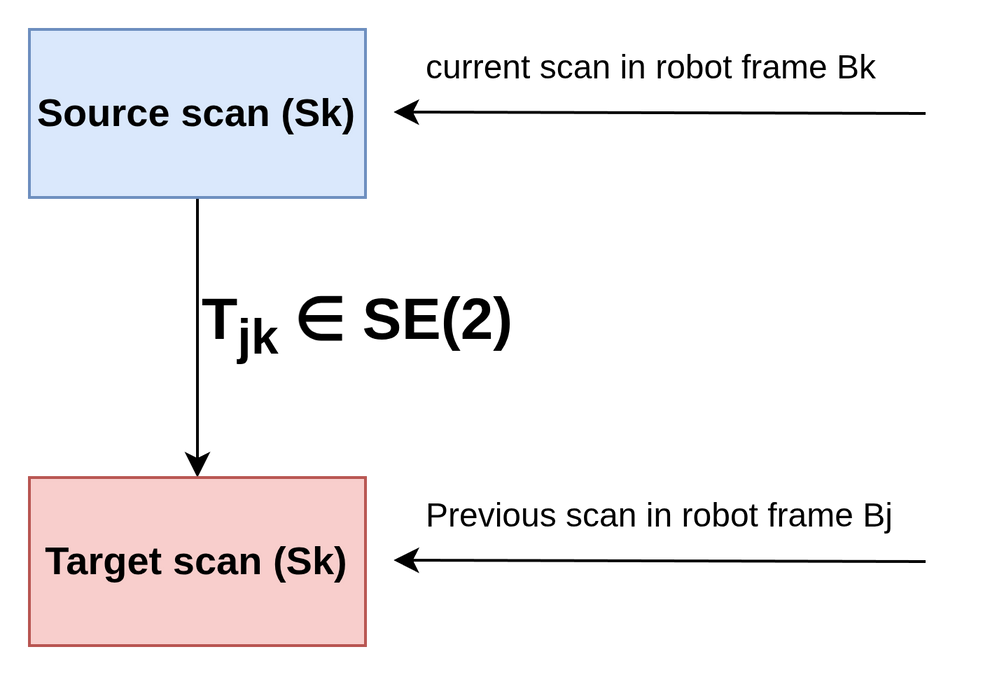 current scan in robot frame Bk
Source scan (Sk)
Tjk ∈ SE(2)
Previous scan in robot frame Bj
Target scan (Sk)